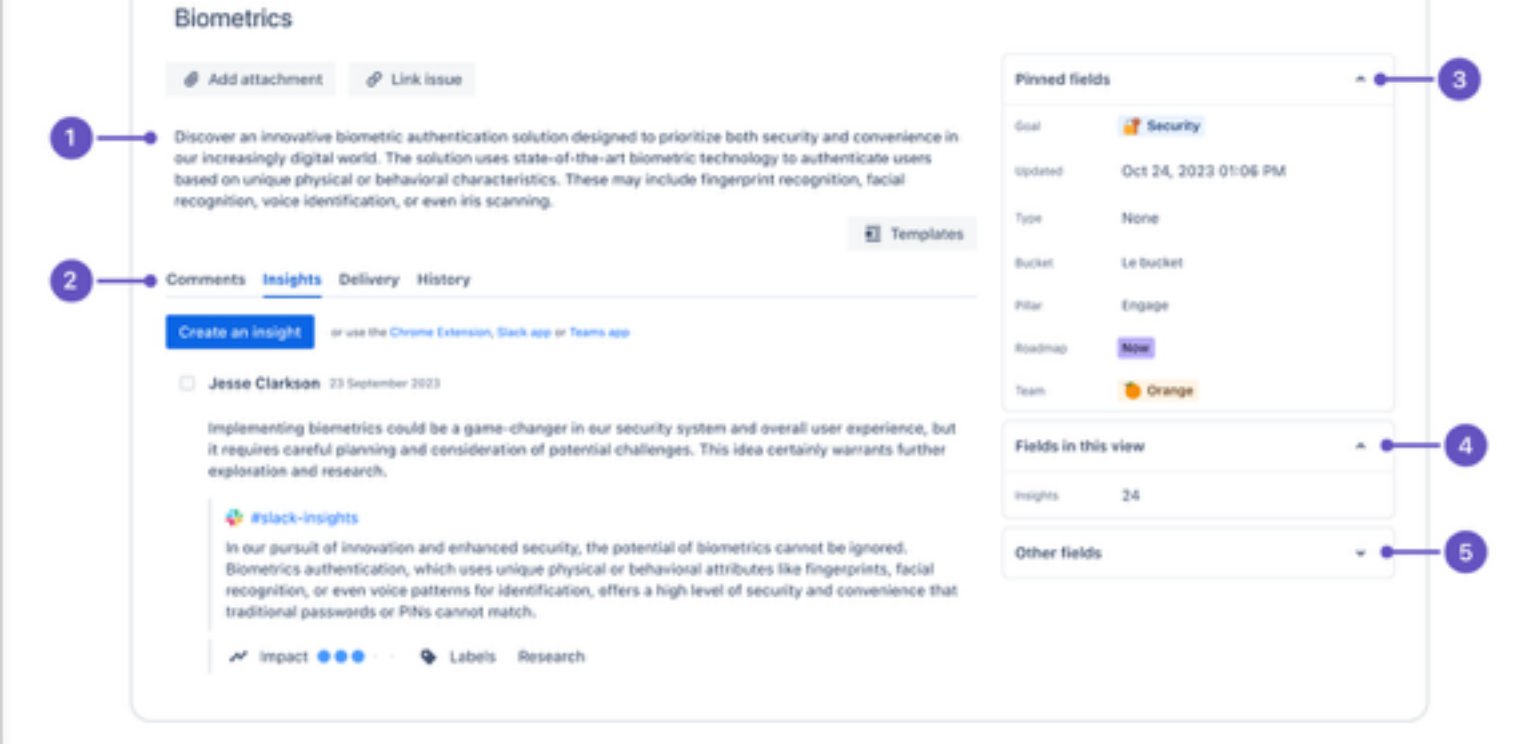 Biometrics
Add attachment
Link issue
1
Discover an innovative biometric authentication solution designed to prioritize both security and convenience in
our increasingly digital world. The solution uses state-of-the-art biometric technology to authenticate users
based on unique physical or behavioral characteristics. These may include fingerprint recognition, facial
recognition, voice identification, or even iris scanning.
Templates
2
Comments Insights Delivery History
Create an insight
or use the Chrome Extension, Slack app or Teams app
Jesse Clarkson 23 September 2023
Implementing biometrics could be a game-changer in our security system and overall user experience, but
it requires careful planning and consideration of potential challenges. This idea certainly warrants further
exploration and research.
#slack-insights
In our pursuit of innovation and enhanced security, the potential of biometrics cannot be ignored.
Biometrics authentication, which uses unique physical or behavioral attributes like fingerprints, facial
recognition, or even voice patterns for identification, offers a high level of security and convenience that
traditional passwords or PINs cannot match.
Impact Labels Research
Pinned fields
3
Goal Security
Updated Oct 24, 2023 01:06 PM
Type None
Bucket Le bucket
Pillar Engage
Roadmap Now
Team Orange
Fields in this view
4
Insights 24
Other fields
5